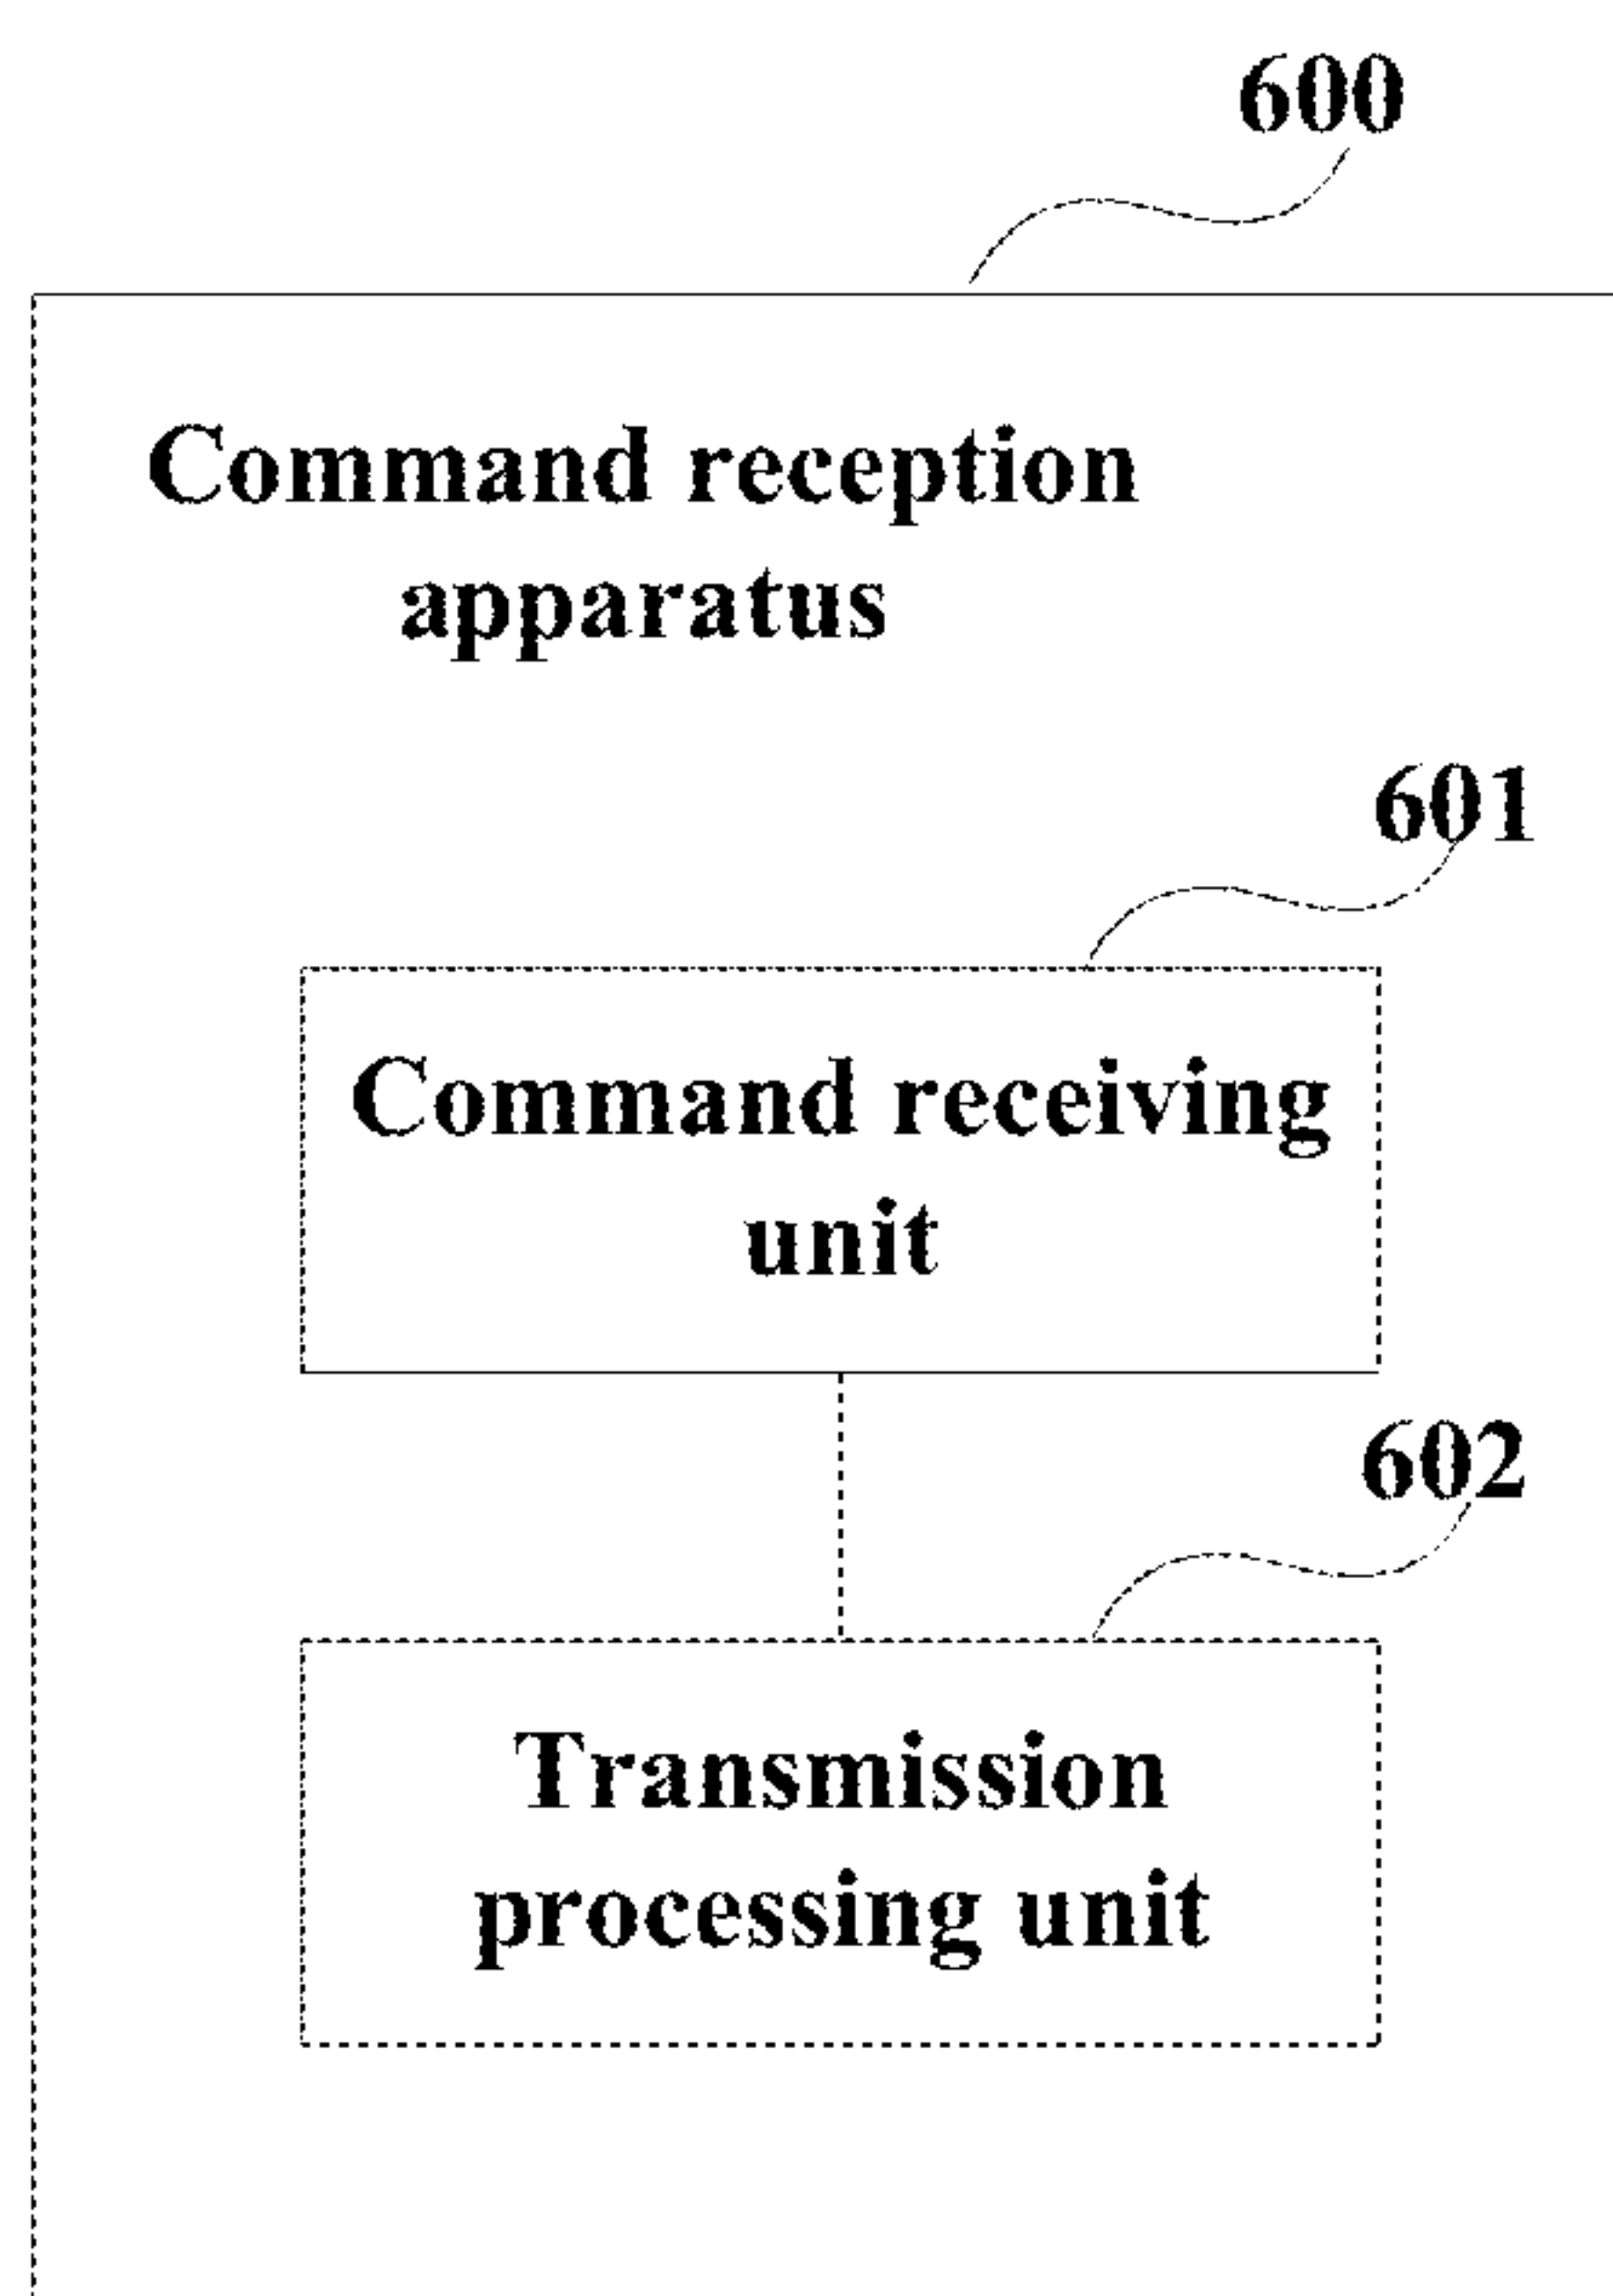 600
Command reception
apparatus
601
Command receiving
unit
602
Transmission
processing unit